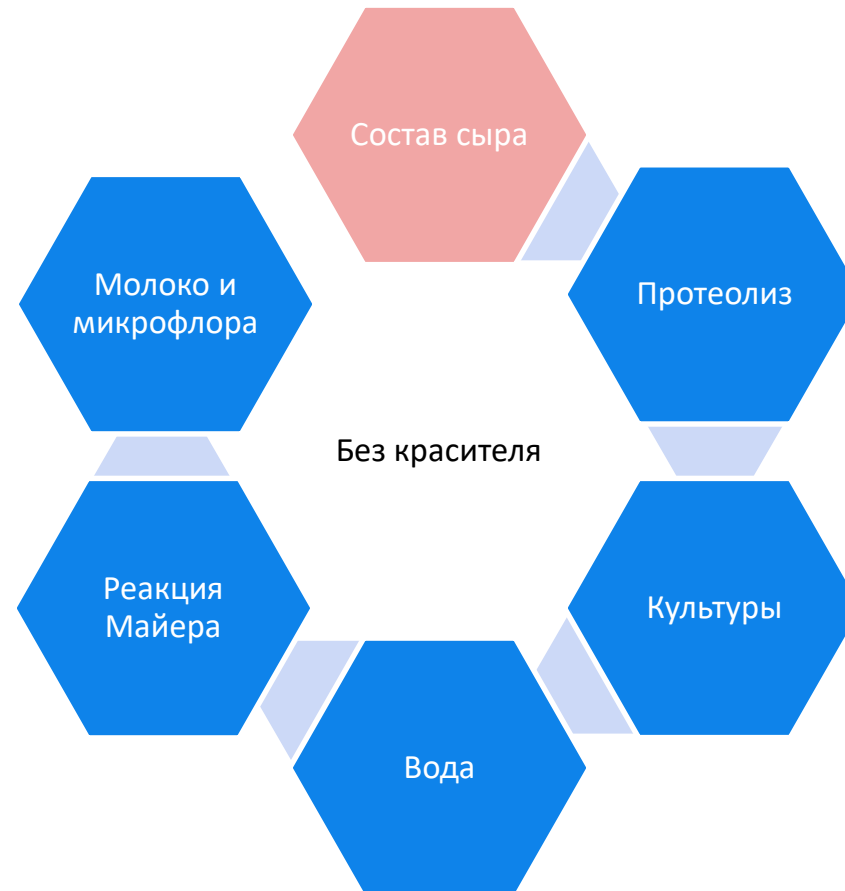 Состав сыра
Протеолиз
Культуры
Вода
Реакция
Майера
Молоко и
микрофлора
Без красителя